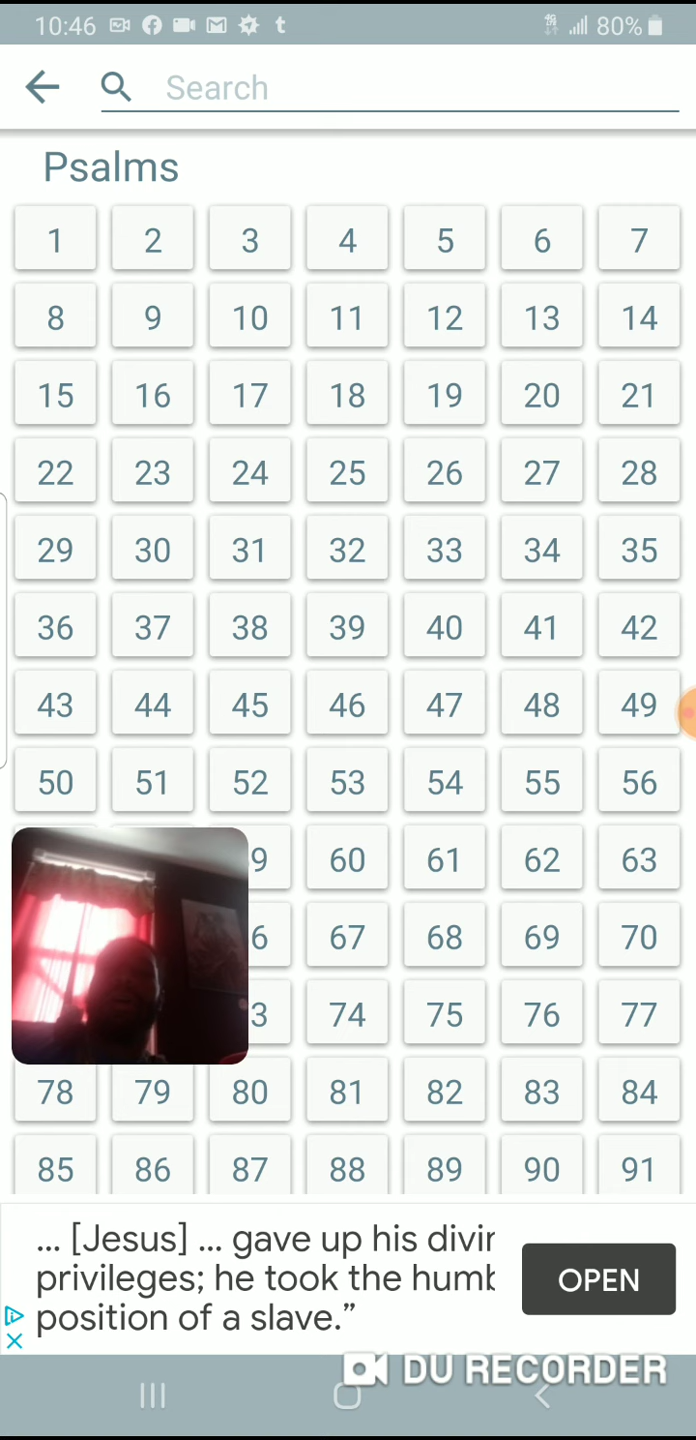 10:46 80%
Search
Psalms
1 2 3 4 5 6 7
8 9 10 11 12 13 14
15 16 17 18 19 20 21
22 23 24 25 26 27 28
29 30 31 32 33 34 35
36 37 38 39 40 41 42
43 44 45 46 47 48 49
50 51 52 53 54 55 56
9 60 61 62 63
6 67 68 69 70
3 74 75 76 77
78 79 80 81 82 83 84
85 86 87 88 89 90 91
... [Jesus] ... gave up his divin
privileges; he took the humb
position of a slave.”
OPEN
DU RECORDER